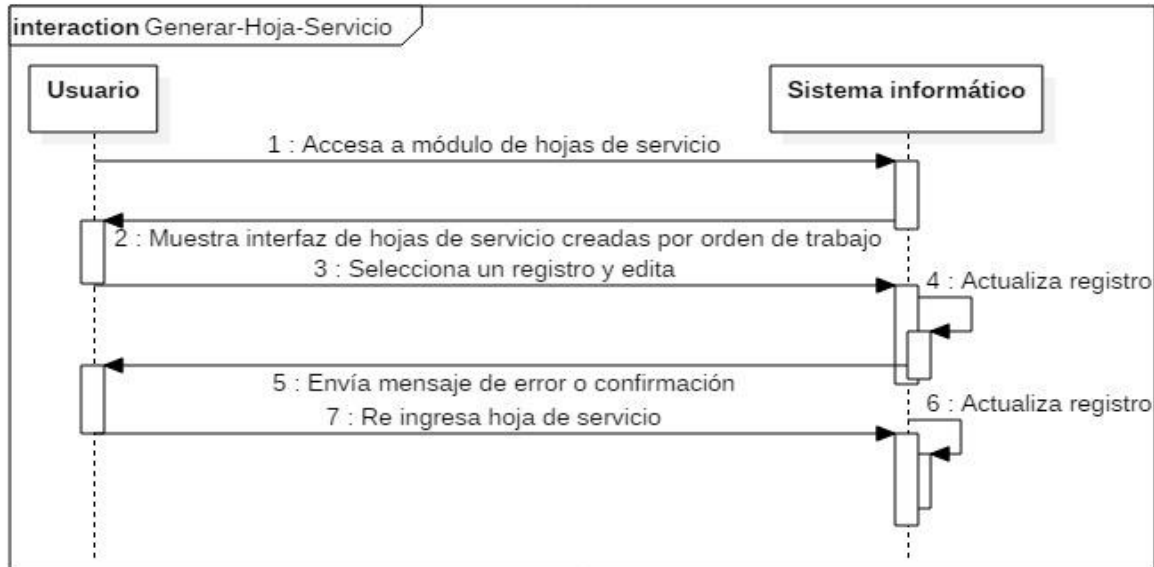 interaction Generar-Hoja-Servicio
Usuario
Sistema informático
1 : Accesa a módulo de hojas de servicio
2 : Muestra interfaz de hojas de servicio creadas por orden de trabajo
3 : Selecciona un registro y edita
4 : Actualiza registro
5 : Envía mensaje de error o confirmación
6 : Actualiza registro
7 : Re ingresa hoja de servicio